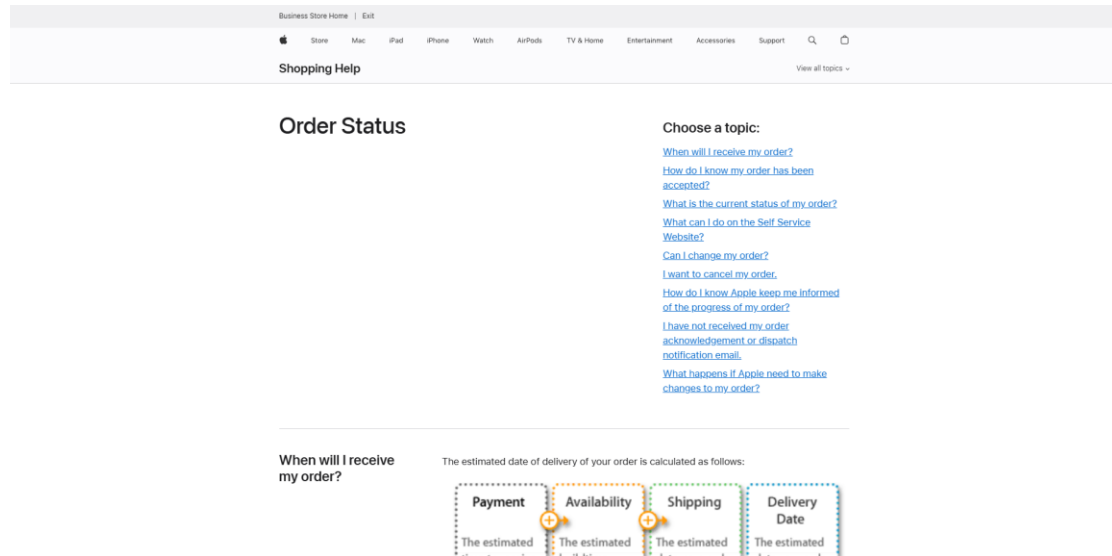 Business Store Home | Exit
Store Mac iPad iPhone Watch AirPods TV & Home Entertainment Accessories Support
Shopping Help
View all topics
Order Status
Choose a topic:
When will I receive my order?
How do I know my order has been
accepted?
What is the current status of my order?
What can I do on the Self Service
Website?
Can I change my order?
I want to cancel my order.
How do I know Apple keep me informed
of the progress of my order?
I have not received my order
acknowledgement or dispatch
notification email.
What happens if Apple need to make
changes to my order?
When will I receive
my order?
The estimated date of delivery of your order is calculated as follows:
Payment
The estimated
Availability
The estimated
Shipping
The estimated
Delivery
Date
The estimated